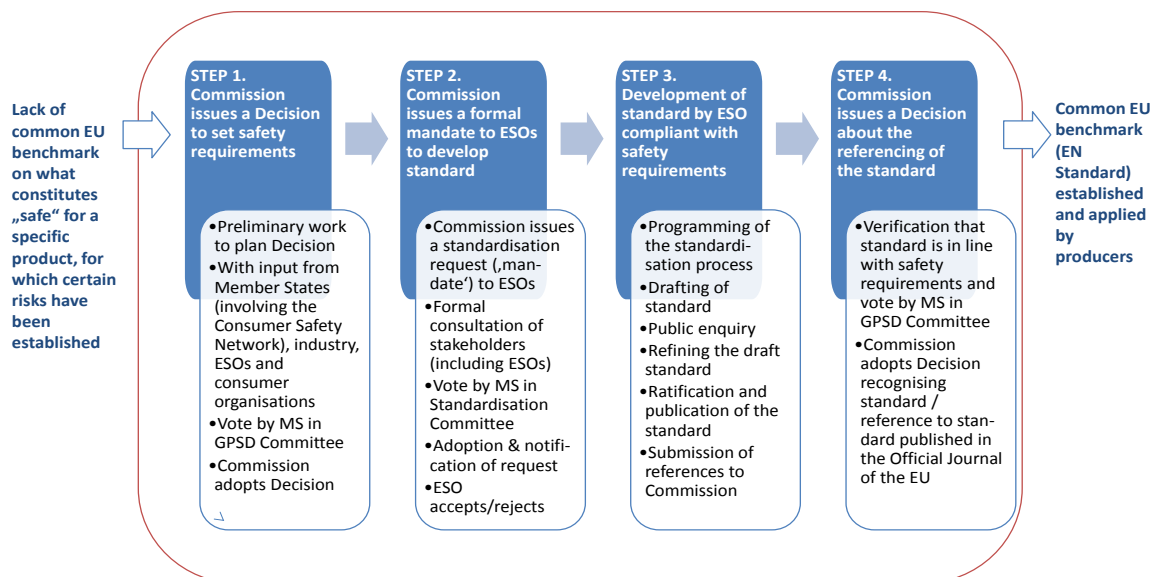 Lack of
common EU
benchmark
on what
constitutes
„safe“ for a
specific
product, for
which certain
risks have
been
established
STEP 1.
Commission
issues a Decision
to set safety
requirements
•Preliminary work
to plan Decision
•With input from
Member States
(involving the
Consumer Safety
Network), industry,
ESOs and
consumer
organisations
•Vote by MS in
GPSD Committee
•Commission
adopts Decision
STEP 2.
Commission
issues a formal
mandate to ESOs
to develop
standard
•Commission issues
a standardisation
request (‚man-
date‘) to ESOs
•Formal
consultation of
stakeholders
(including ESOs)
•Vote by MS in
Standardisation
Committee
•Adoption & notifi-
cation of request
•ESO
accepts/rejects
STEP 3.
Development of
standard by ESO
compliant with
safety
requirements
•Programming of
the standardi-
sation process
•Drafting of
standard
•Public enquiry
•Refining the draft
standard
•Ratification and
publication of the
standard
•Submission of
references to
Commission
STEP 4.
Commission
issues a Decision
about the
referencing of
the standard
•Verification that
standard is in line
with safety
requirements and
vote by MS in
GPSD Committee
•Commission
adopts Decision
recognising
standard /
reference to stan-
dard published in
the Official Journal
of the EU
Common EU
benchmark
(EN
Standard)
established
and applied
by
producers